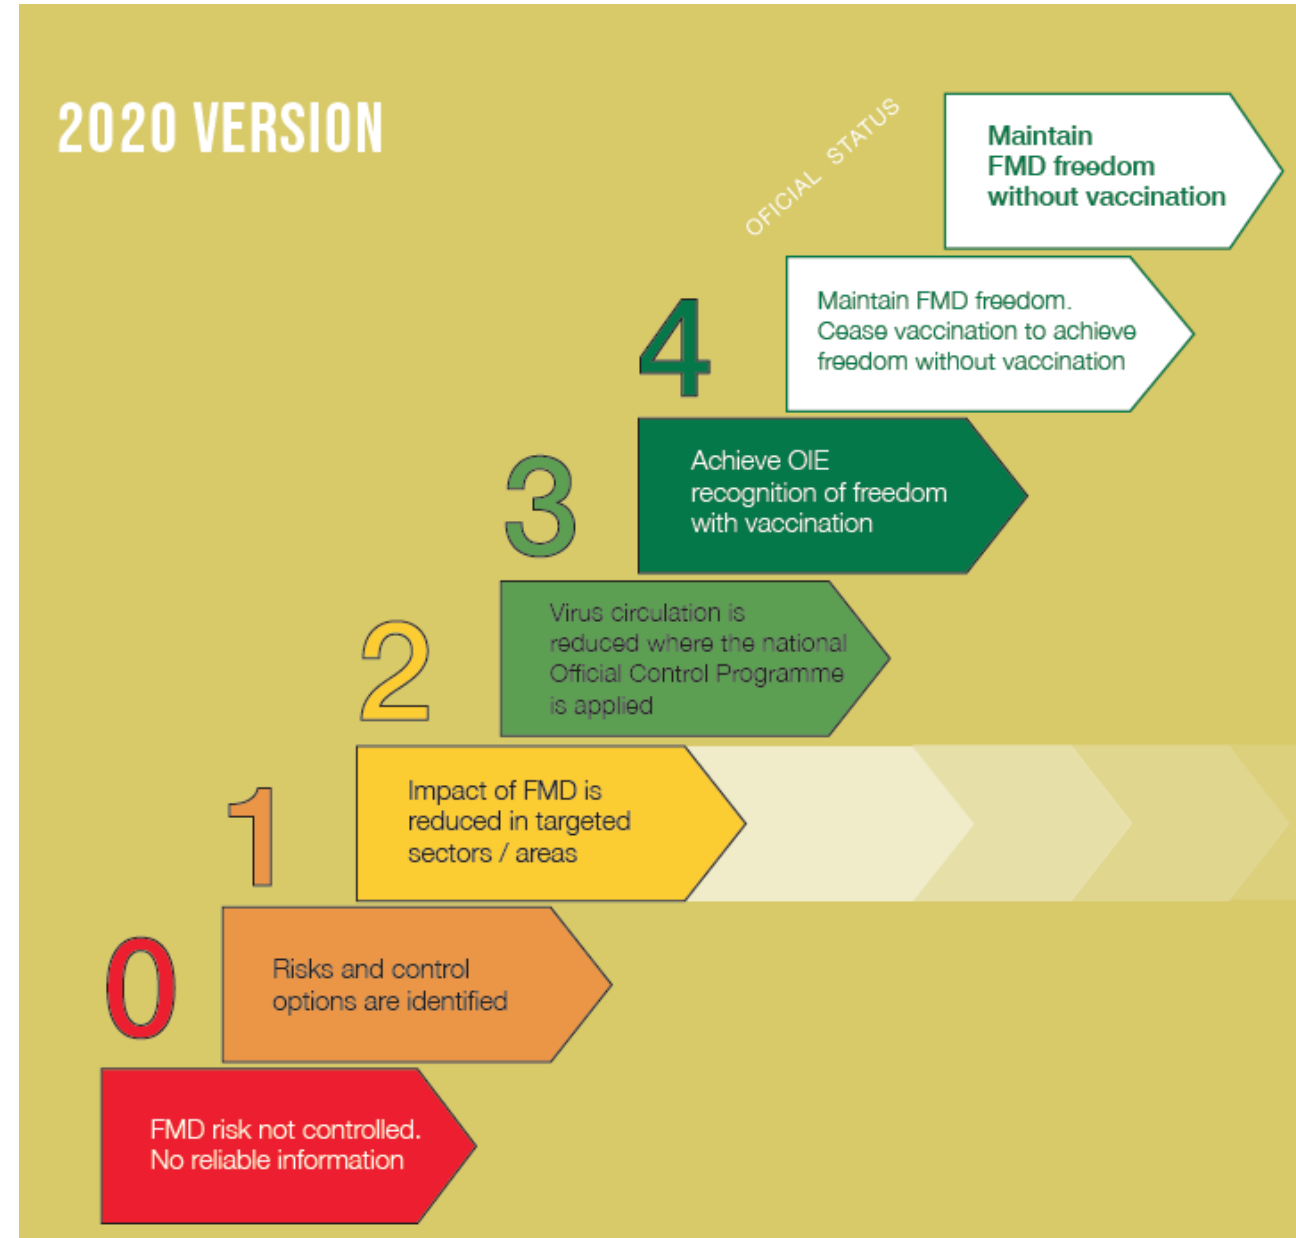 2020 VERSION
OFICIAL STATUS
Maintain
FMD freedom
without vaccination
Maintain FMD freedom.
Cease vaccination to achieve
freedom without vaccination
4
Achieve OIE
recognition of freedom
with vaccination
3
Virus circulation is
reduced where the national
Official Control Programme
is applied
2
Impact of FMD is
reduced in targeted
sectors / areas
1
Risks and control
options are identified
0
FMD risk not controlled.
No reliable information